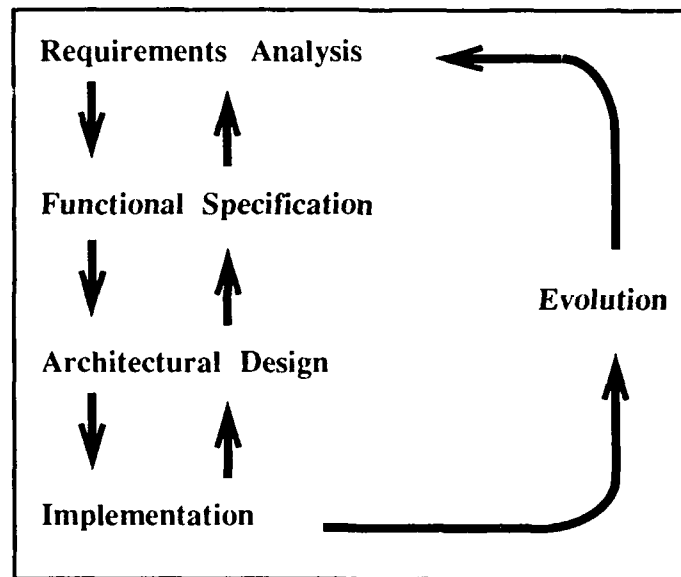 Requirements Analysis
Functional Specification
Evolution
Architectural Design
Implementation